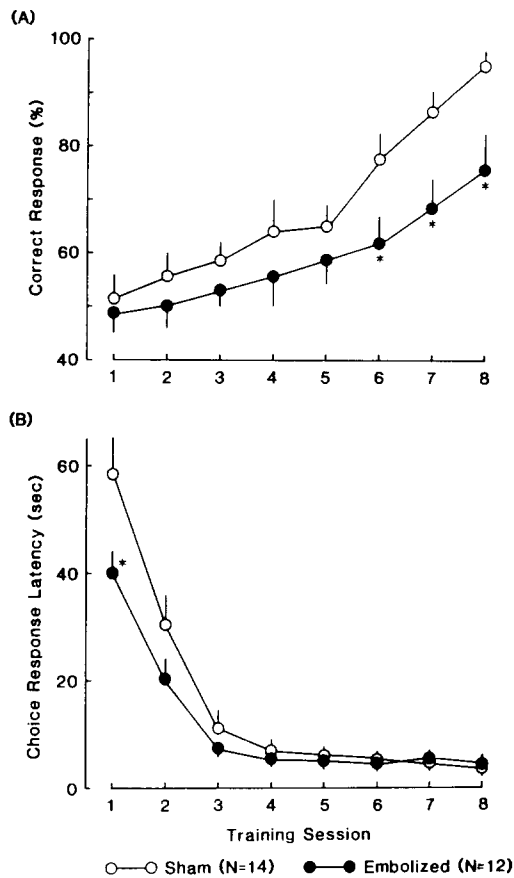 (A)
100
80
60
40
Correct Response (%)
*
*
*
1 2 3 4 5 6 7 8
(B)
60
40
20
0
Choice Response Latency (sec)
*
1 2 3 4 5 6 7 8
Training Session
Sham (N=14) Embolized (N=12)